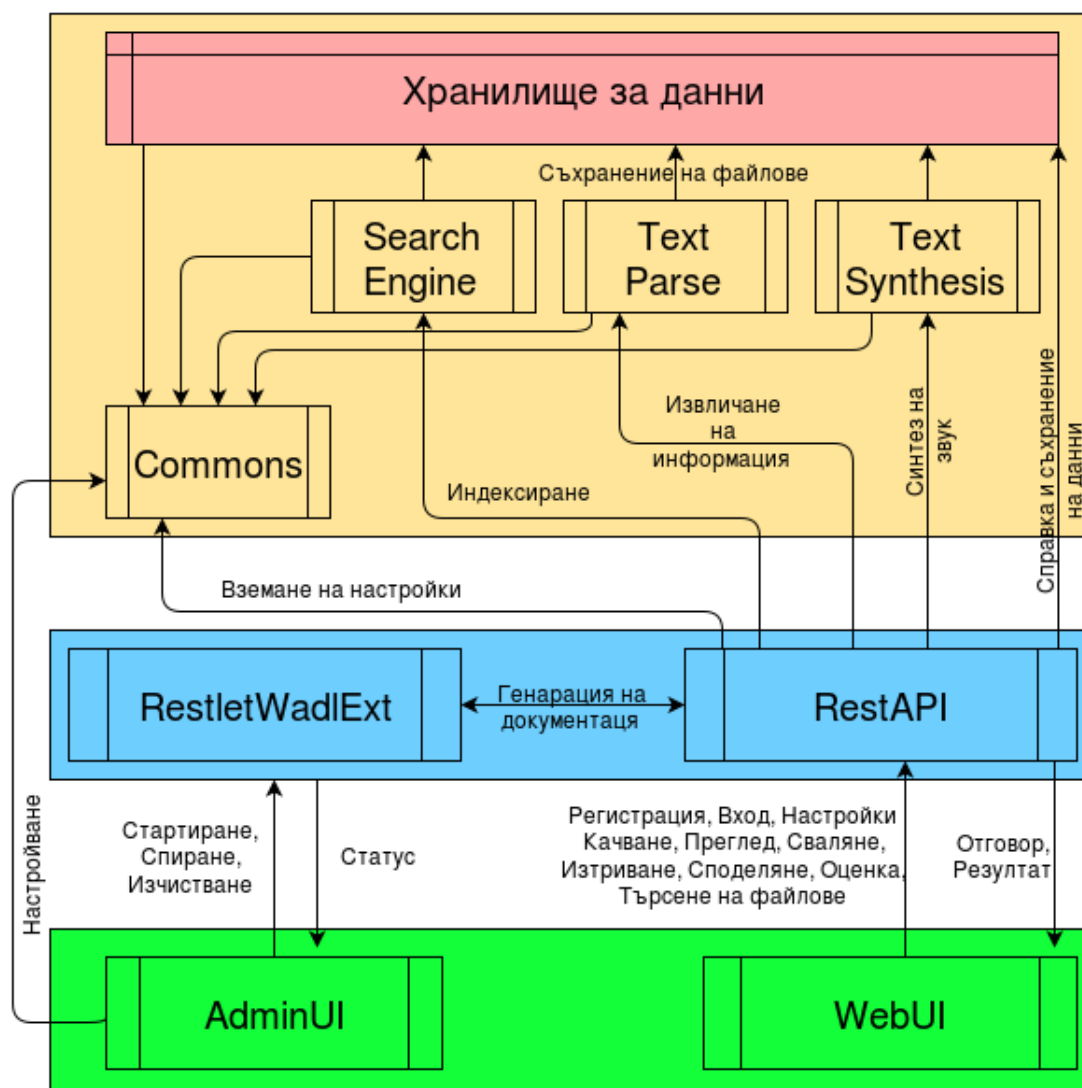 Хранилище за данни
Съхранение на файлове
Search
Engine
Text
Parse
Text
Synthesis
Commons
Индексиране
Извличане
на
информация
Синтез на
звук
Справка и съхранение
на данни
Вземане на настройки
RestletWadlExt
Генарация на
документаця
RestAPI
Настройване
Стартиране,
Спиране,
Изчистване
Статус
Регистрация, Вход, Настройки
Качване, Преглед, Сваляне,
Изтриване, Споделяне, Оценка,
Търсене на файлове
Отговор,
Резултат
AdminUI
WebUI